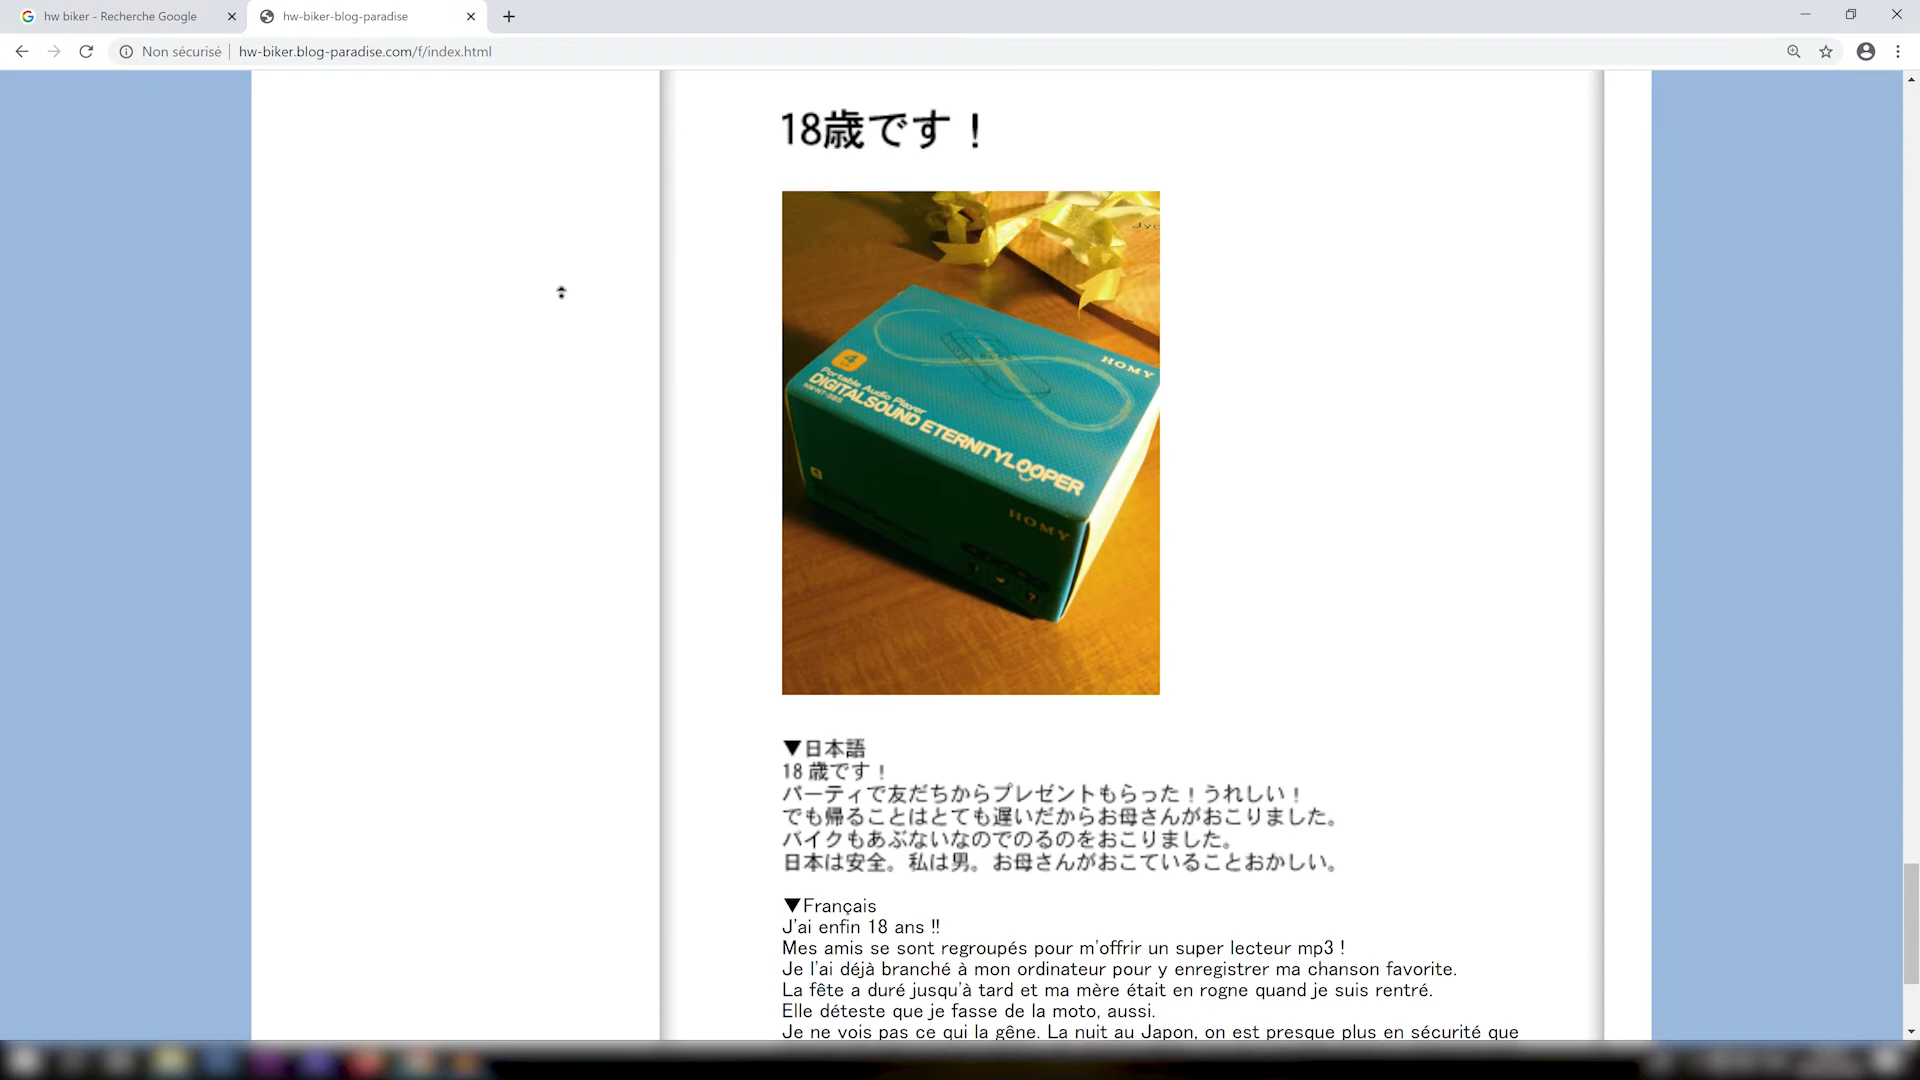 hw biker - Recherche Google
hw-biker-blog-paradise
Non sécurisé
hw-biker.blog-paradise.com/f/index.html
18歳です！
HOMY
4
Portable Audio Player
DIGITALSOUND ETERNITYLOOPER
HOMY
▼日本語
18 歳です！
パーティで友だちからプレゼントもらった！うれしい！
でも帰ることはとても遅いだからお母さんがおこりました。
バイクもあぶないなのでのるのをおこりました。
日本は安全。私は男。お母さんがおこていることおかしい。
▼Français
J'ai enfin 18 ans !!
Mes amis se sont regroupés pour m'offrir un super lecteur mp3 !
Je l'ai déjà branché à mon ordinateur pour y enregistrer ma chanson favorite.
La fête a duré jusqu'à tard et ma mère était en rogne quand je suis rentré.
Elle déteste que je fasse de la moto, aussi.
Je ne vois pas ce qui la gêne. La nuit au Japon, on est presque plus en sécurité que